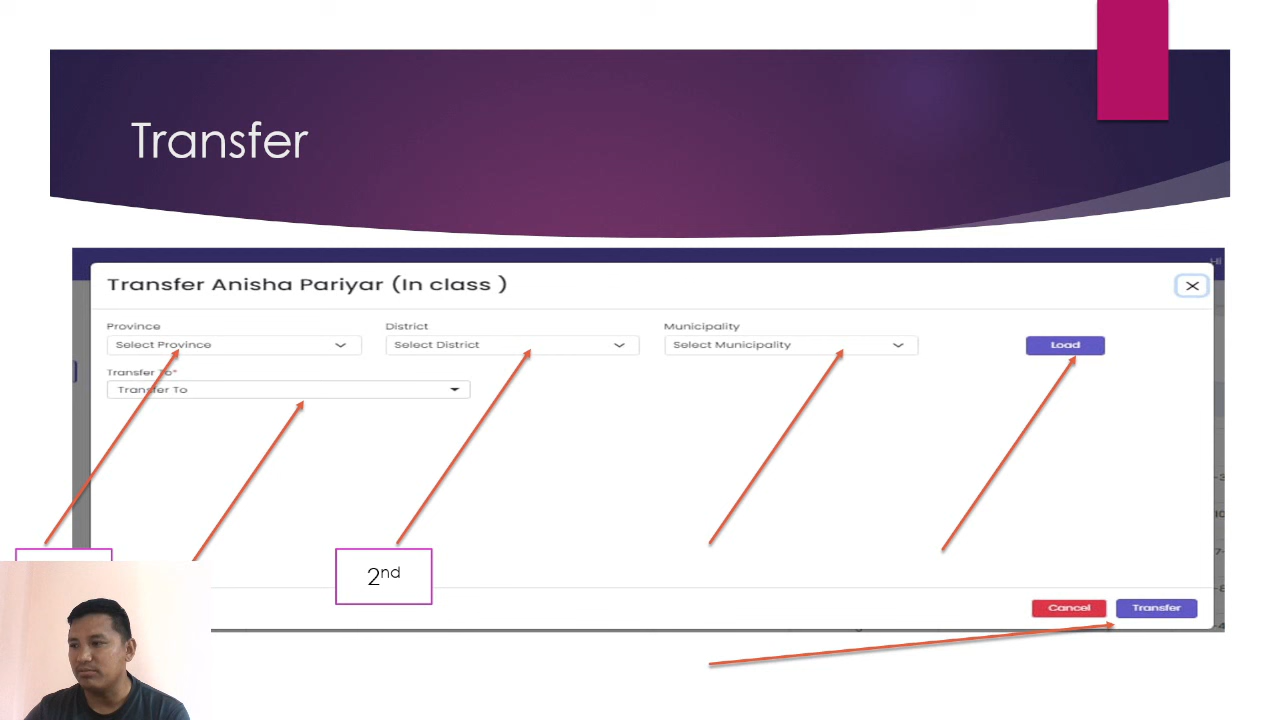 Transfer
HI
Transfer Anisha Pariyar (In class )
Province
District
Municipality
Select Province
Select District
Select Municipality
Load
Transfer To*
Transfer To
2nd
Cancel
Transfer